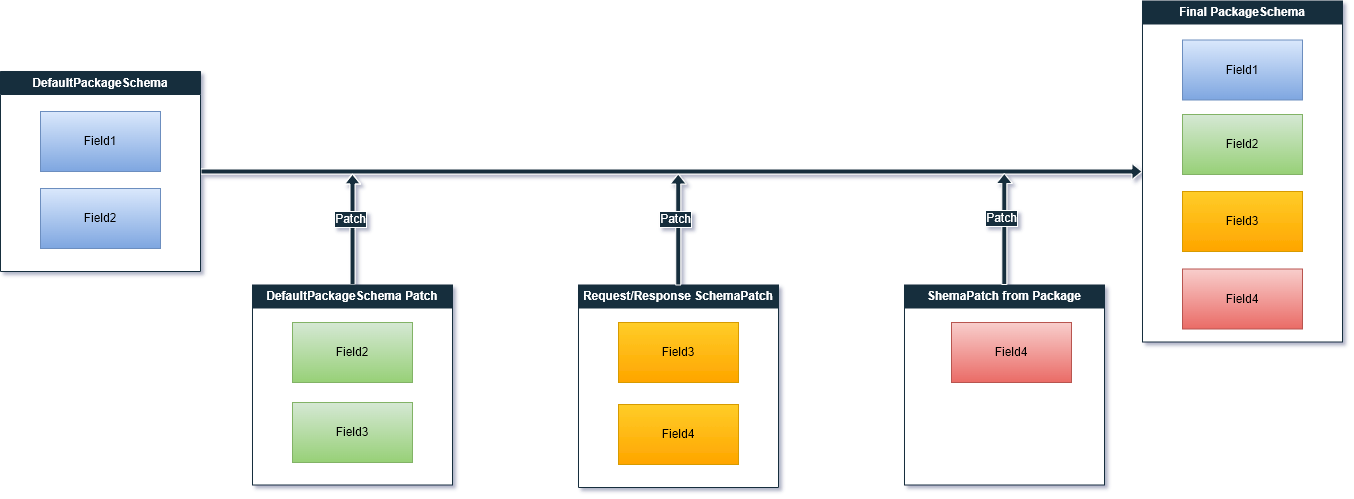 DefaultPackageSchema
Field1
Field2
Patch
Patch
Patch
DefaultPackageSchema Patch
Field2
Field3
Request/Response SchemaPatch
Field3
Field4
ShemaPatch from Package
Field4
Final PackageSchema
Field1
Field2
Field3
Field4